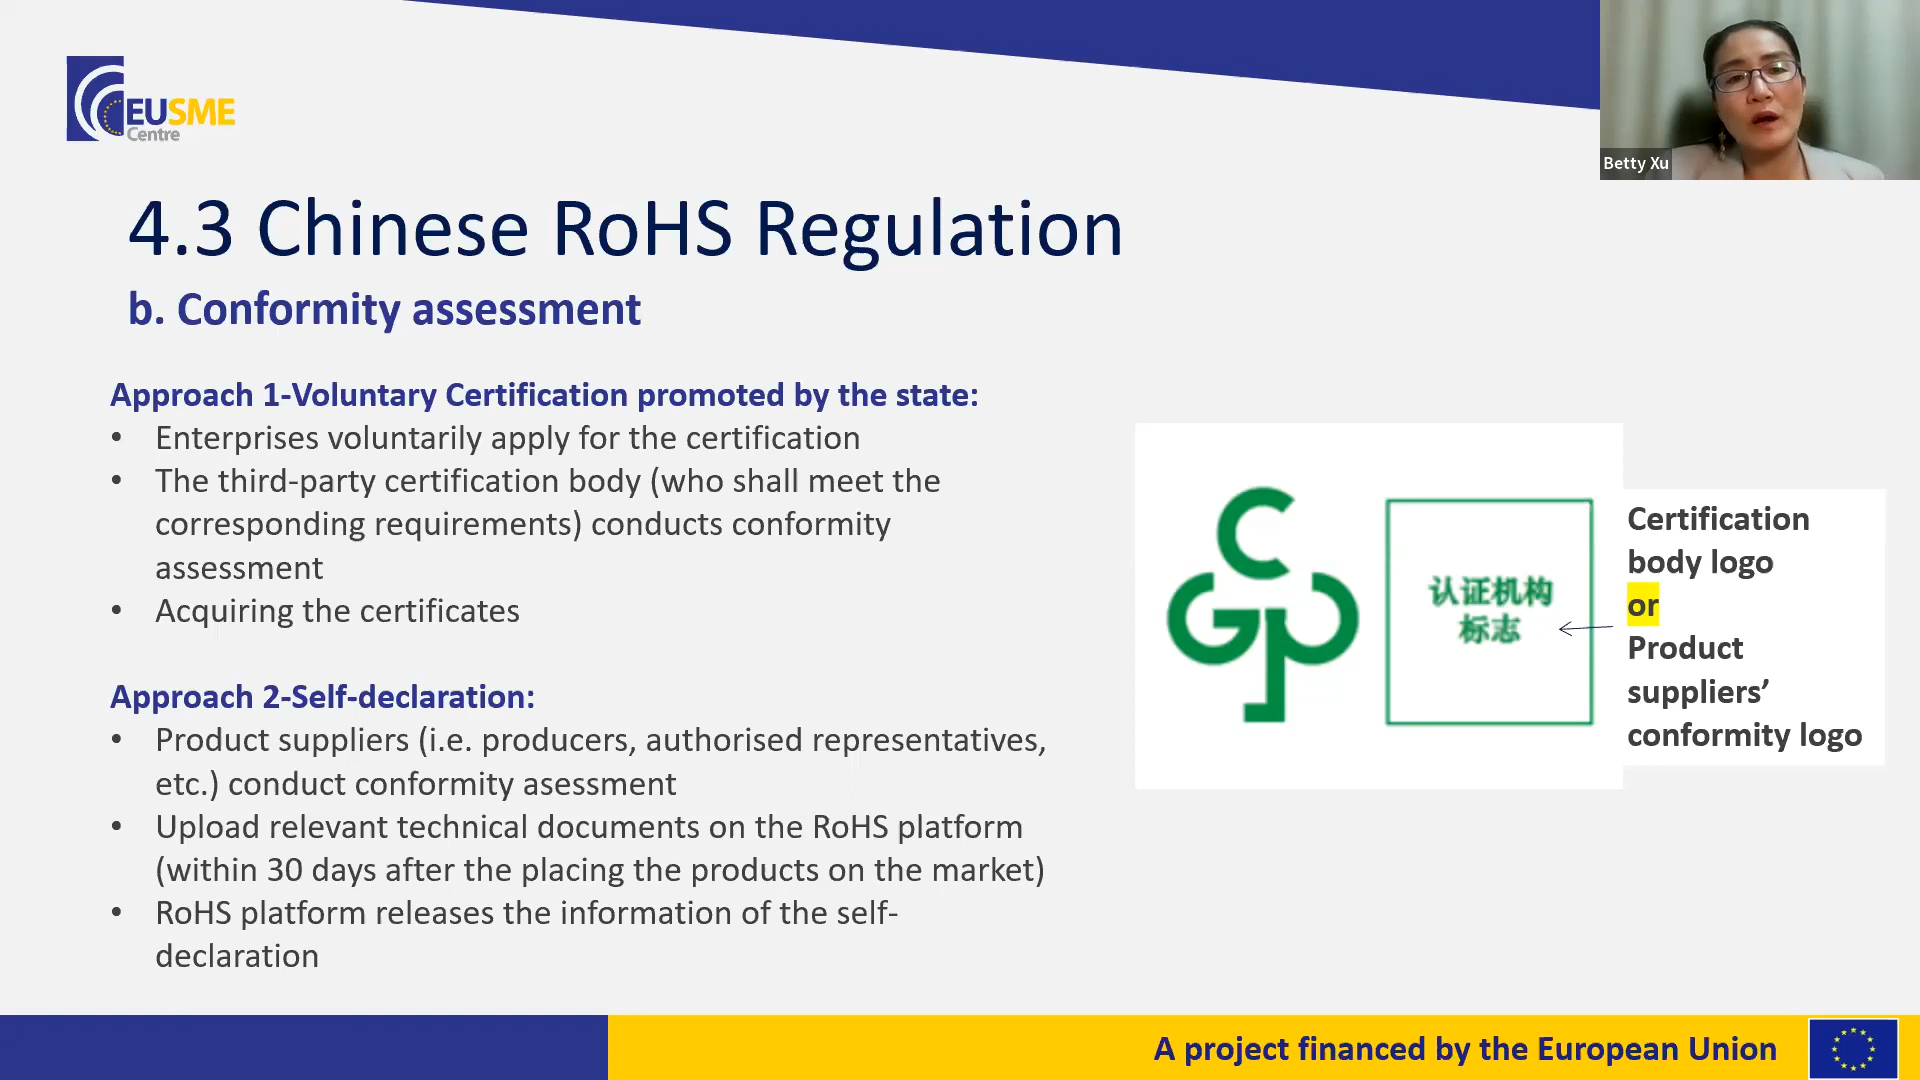 EUSME
Centre
Betty Xu
4.3 Chinese RoHS Regulation
b. Conformity assessment
Approach 1-Voluntary Certification promoted by the state:
• Enterprises voluntarily apply for the certification
• The third-party certification body (who shall meet the
corresponding requirements) conducts conformity
assessment
• Acquiring the certificates
Approach 2-Self-declaration:
• Product suppliers (i.e. producers, authorised representatives,
etc.) conduct conformity asessment
• Upload relevant technical documents on the RoHS platform
(within 30 days after the placing the products on the market)
• RoHS platform releases the information of the self-
declaration
C
GP
认证机构
标志
Certification
body logo
or
Product
suppliers’
conformity logo
A project financed by the European Union